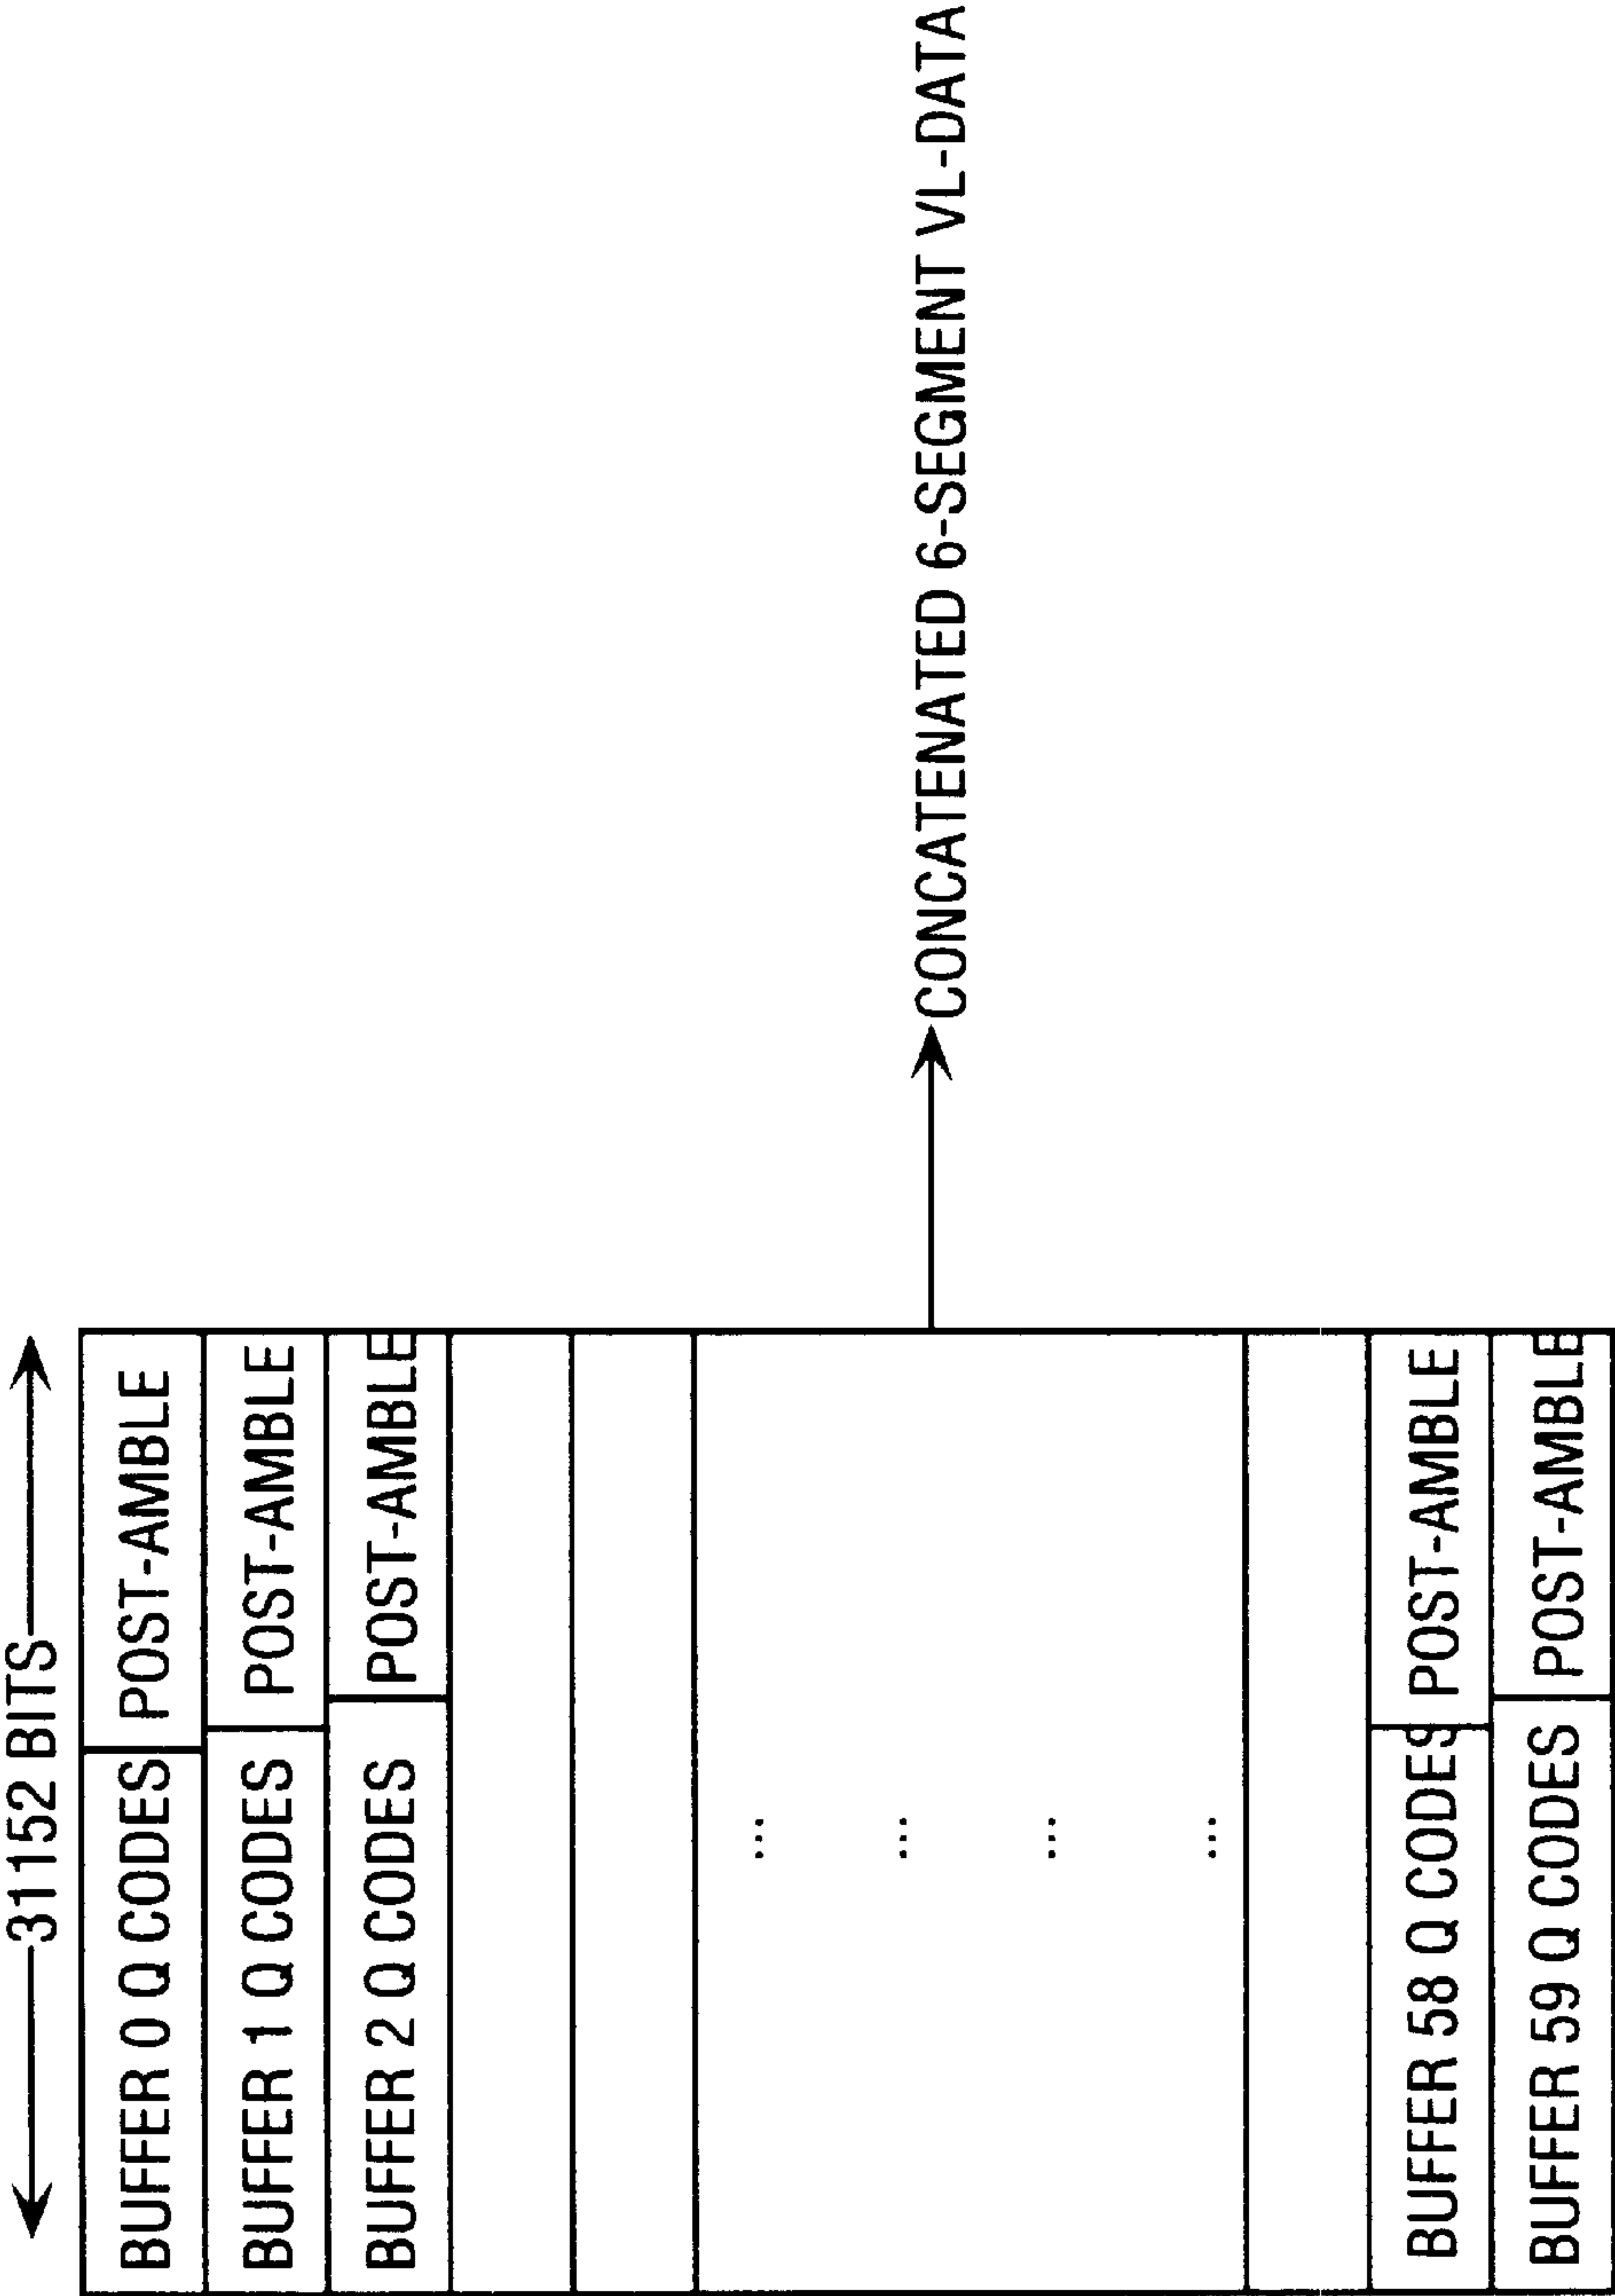 31152 BITS
BUFFER 0 Q CODES POST-AMBLE
BUFFER 1 Q CODES POST-AMBLE
BUFFER 2 Q CODES POST-AMBLE
...
...
...
...
BUFFER 58 Q CODES POST-AMBLE
BUFFER 59 Q CODES POST-AMBLE
CONCATENATED 6-SEGMENT VL-DATA